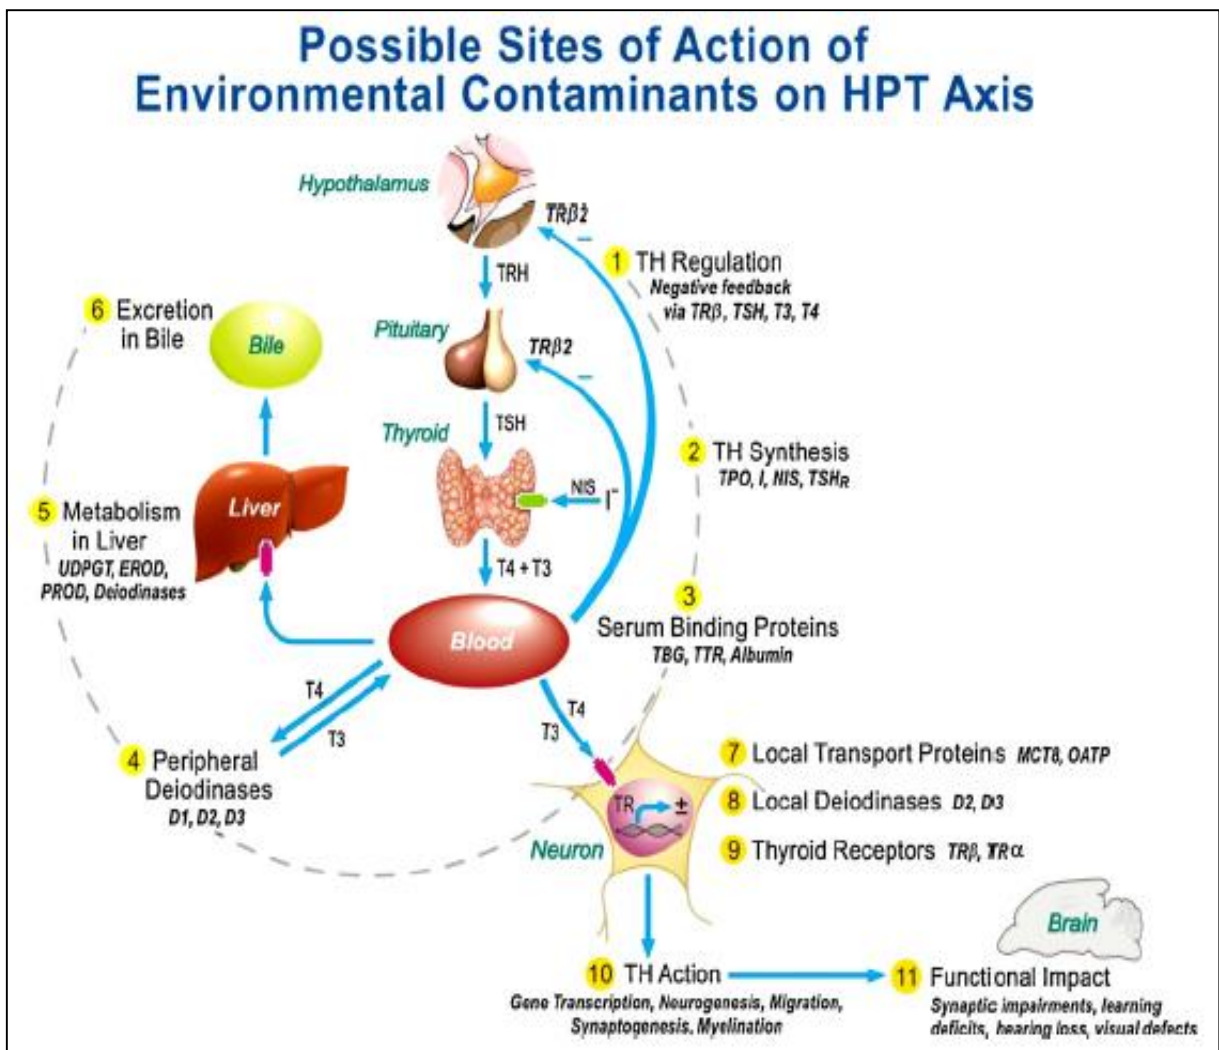 Possible Sites of Action of
Environmental Contaminants on HPT Axis
Hypothalamus
TRβ2
–
1 TH Regulation
Negative feedback
via TRβ, TSH, T3, T4
TRH
6 Excretion
in Bile
Bile
Pituitary
TRβ2
–
Thyroid
TSH
2 TH Synthesis
TPO, I, NIS, TSHR
NIS
I⁻
5 Metabolism
in Liver
UDPGT, EROD,
PROD, Deiodinases
Liver
T4 + T3
3
Serum Binding Proteins
TBG, TTR, Albumin
Blood
T4
T3
T4
T3
4 Peripheral
Deiodinases
D1, D2, D3
7 Local Transport Proteins MCT8, OATP
8 Local Deiodinases D2, D3
9 Thyroid Receptors TRβ, TRα
TR ±
Neuron
Brain
10 TH Action
Gene Transcription, Neurogenesis, Migration,
Synaptogenesis, Myelination
11 Functional Impact
Synaptic impairments, learning
deficits, hearing loss, visual defects